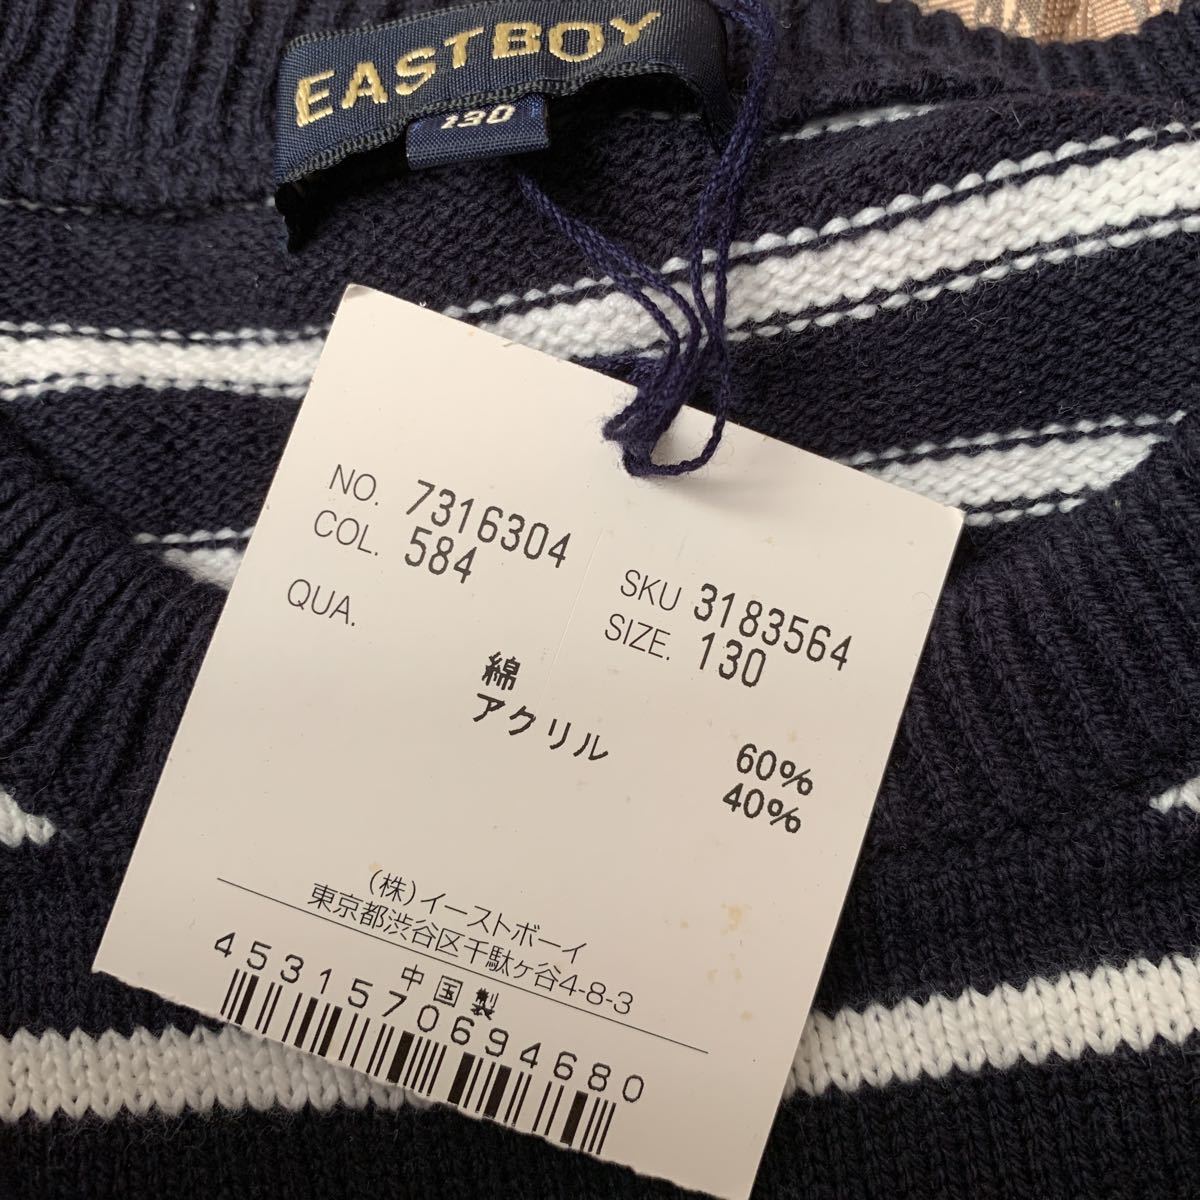 EASTBOY
130
NO. 7316304
COL. 584
SKU 3183564
SIZE. 130
QUA.
綿 60%
アクリル 40%
(株)イーストボーイ
東京都渋谷区千駄ヶ谷4-8-3
中国製
4531570694680